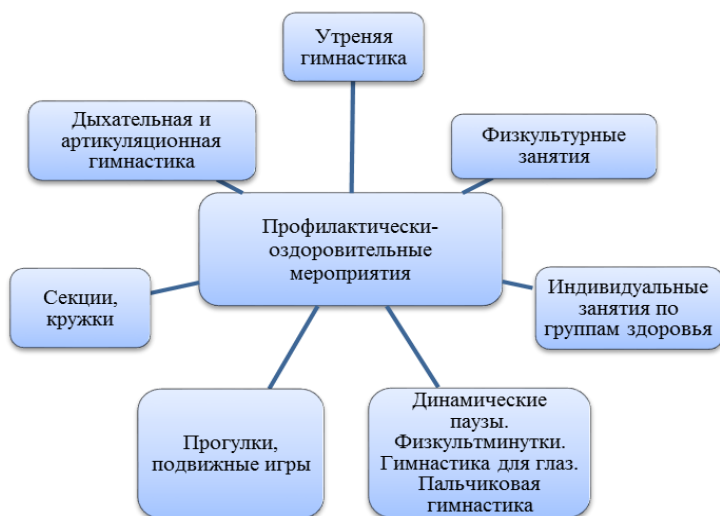 Утреняя
гимнастика
Дыхательная и
артикуляционная
гимнастика
Физкультурные
занятия
Профилактически-
оздоровительные
мероприятия
Секции,
кружки
Индивидуальные
занятия по
группам здоровья
Прогулки,
подвижные игры
Динамические
паузы.
Физкультминутки.
Гимнастика для глаз.
Пальчиковая
гимнастика